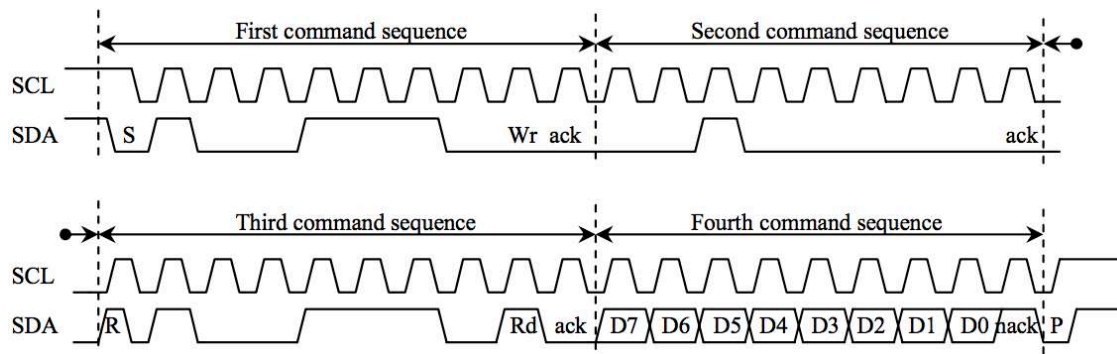 First command sequence Second command sequence
SCL
SDA S Wr ack ack
Third command sequence Fourth command sequence
SCL
SDA R Rd ack D7 D6 D5 D4 D3 D2 D1 D0 nack P